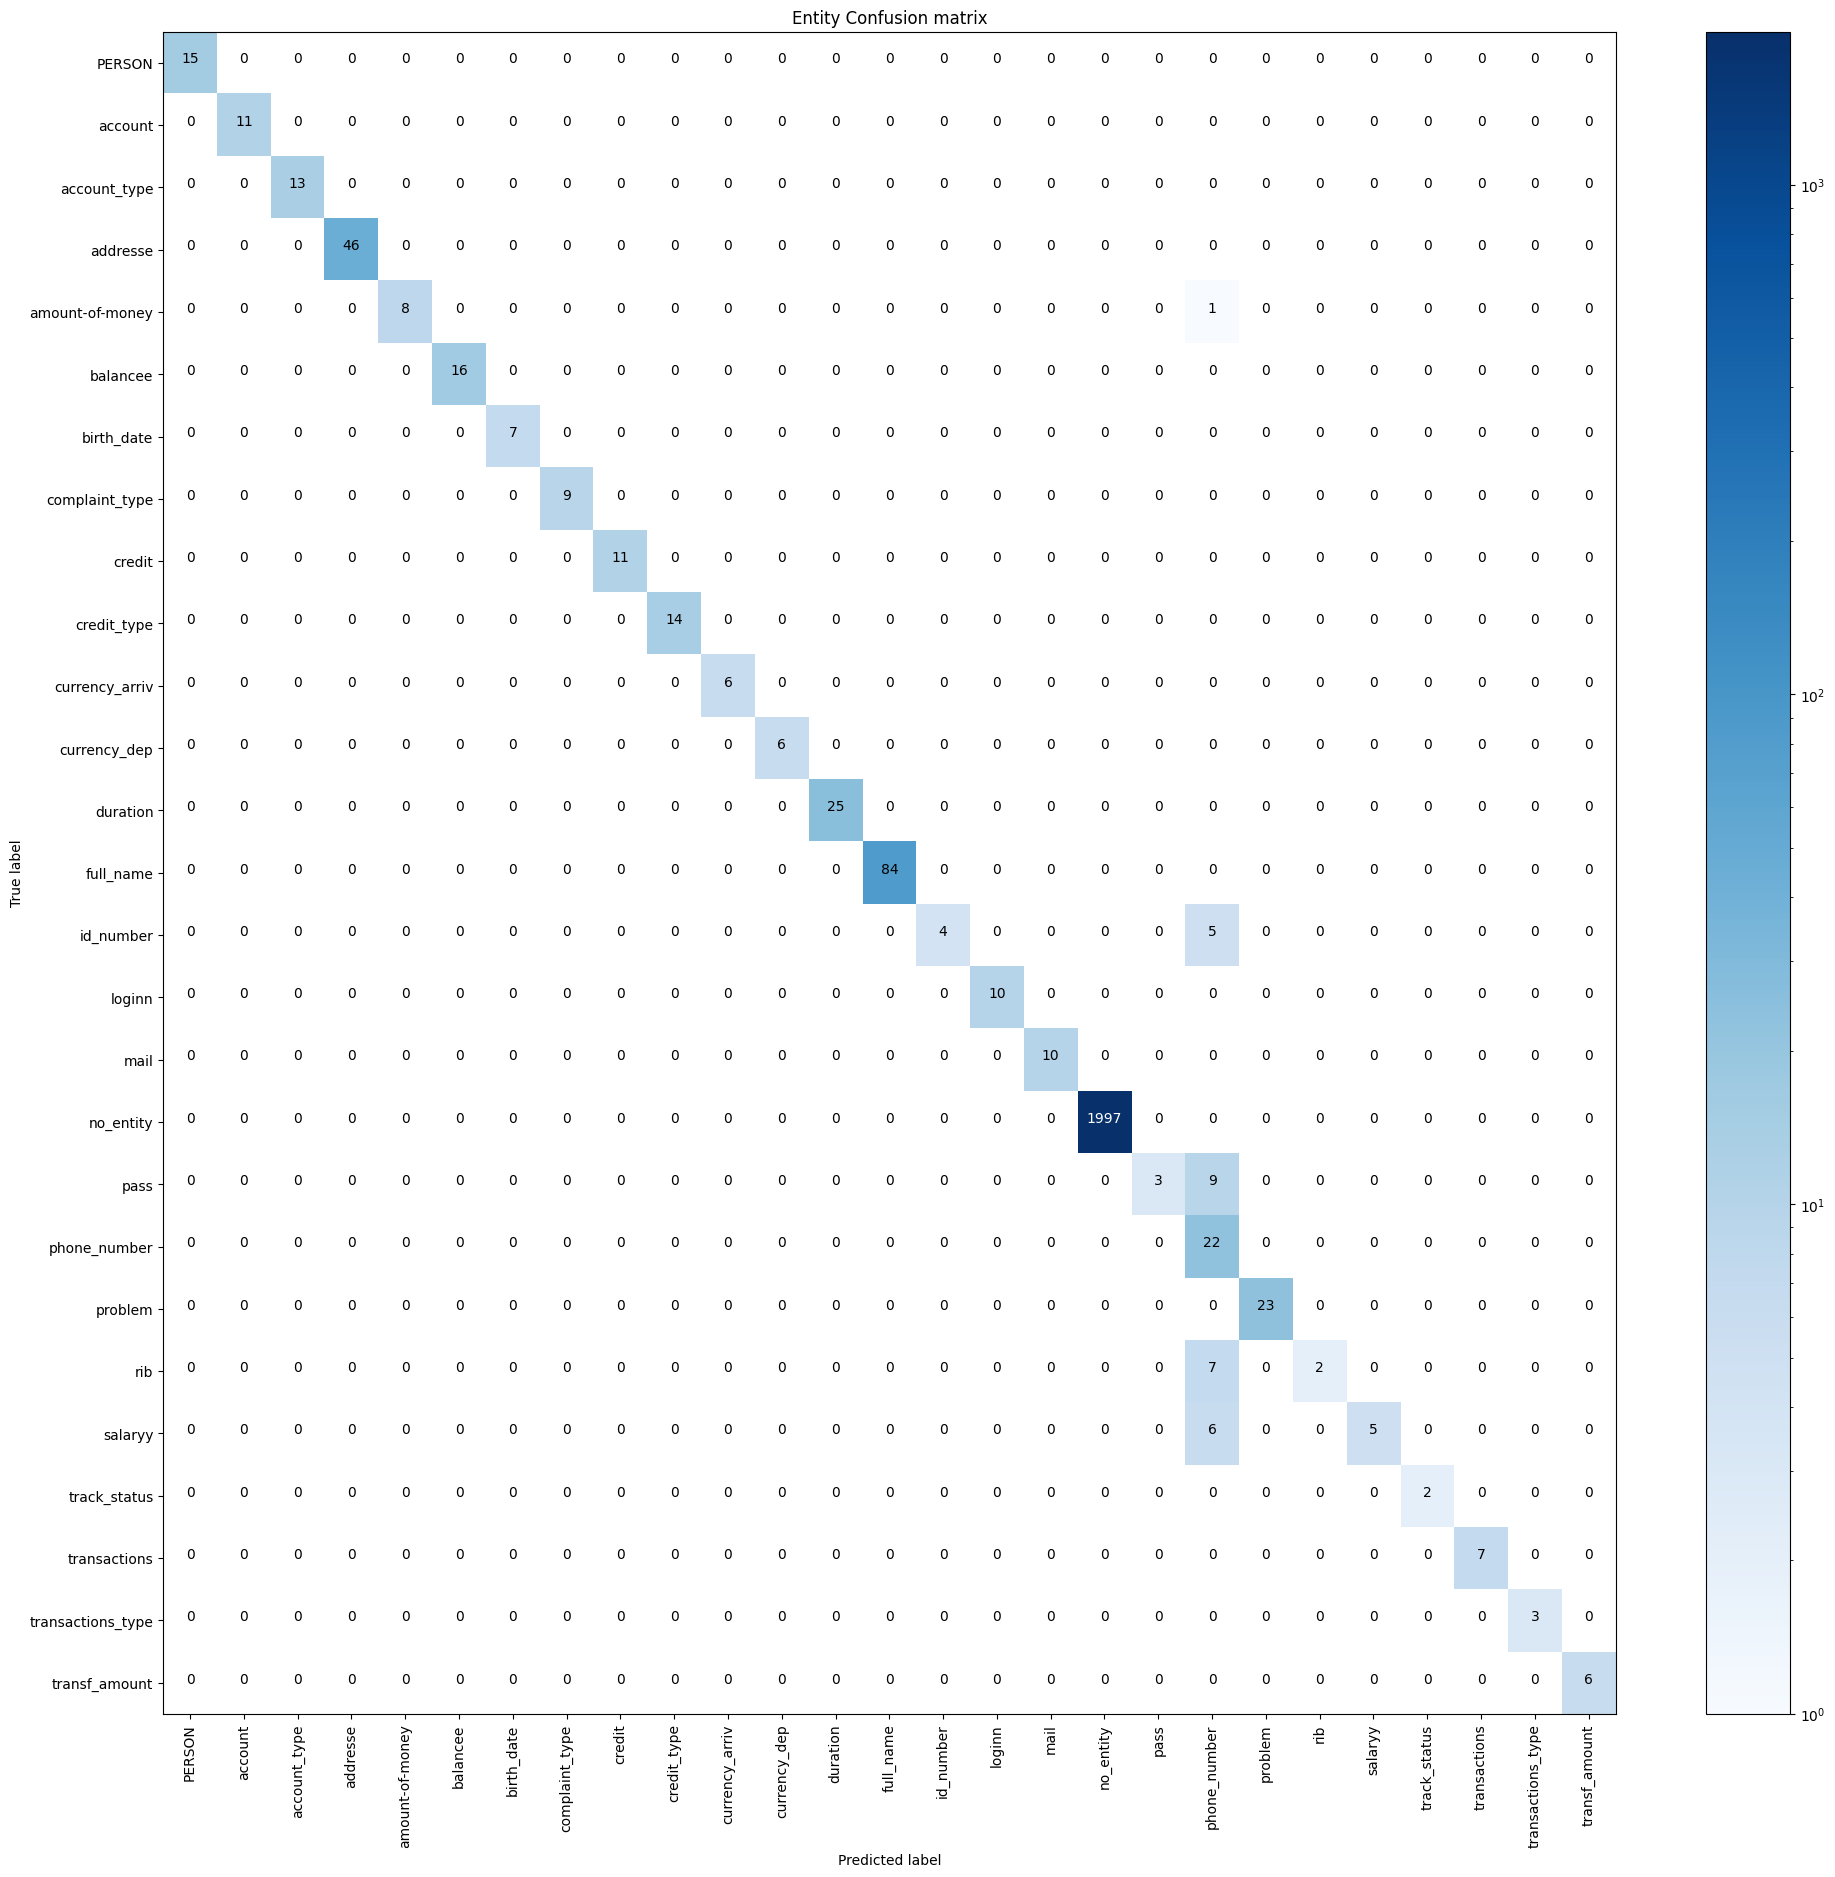 Entity Confusion matrix
PERSON 15 0 0 0 0 0 0 0 0 0 0 0 0 0 0 0 0 0 0 0 0 0 0 0 0 0 0
account 0 11 0 0 0 0 0 0 0 0 0 0 0 0 0 0 0 0 0 0 0 0 0 0 0 0 0
10³
account_type 0 0 13 0 0 0 0 0 0 0 0 0 0 0 0 0 0 0 0 0 0 0 0 0 0 0 0
addresse 0 0 0 46 0 0 0 0 0 0 0 0 0 0 0 0 0 0 0 0 0 0 0 0 0 0 0
amount-of-money 0 0 0 0 8 0 0 0 0 0 0 0 0 0 0 0 0 0 0 1 0 0 0 0 0 0 0
balancee 0 0 0 0 0 16 0 0 0 0 0 0 0 0 0 0 0 0 0 0 0 0 0 0 0 0 0
birth_date 0 0 0 0 0 0 7 0 0 0 0 0 0 0 0 0 0 0 0 0 0 0 0 0 0 0 0
complaint_type 0 0 0 0 0 0 0 9 0 0 0 0 0 0 0 0 0 0 0 0 0 0 0 0 0 0 0
credit 0 0 0 0 0 0 0 0 11 0 0 0 0 0 0 0 0 0 0 0 0 0 0 0 0 0 0
credit_type 0 0 0 0 0 0 0 0 0 14 0 0 0 0 0 0 0 0 0 0 0 0 0 0 0 0 0
currency_arriv 0 0 0 0 0 0 0 0 0 0 6 0 0 0 0 0 0 0 0 0 0 0 0 0 0 0 0
10²
currency_dep 0 0 0 0 0 0 0 0 0 0 0 6 0 0 0 0 0 0 0 0 0 0 0 0 0 0 0
duration 0 0 0 0 0 0 0 0 0 0 0 0 25 0 0 0 0 0 0 0 0 0 0 0 0 0 0
True label
full_name 0 0 0 0 0 0 0 0 0 0 0 0 0 84 0 0 0 0 0 0 0 0 0 0 0 0 0
id_number 0 0 0 0 0 0 0 0 0 0 0 0 0 0 4 0 0 0 0 5 0 0 0 0 0 0 0
loginn 0 0 0 0 0 0 0 0 0 0 0 0 0 0 0 10 0 0 0 0 0 0 0 0 0 0 0
mail 0 0 0 0 0 0 0 0 0 0 0 0 0 0 0 0 10 0 0 0 0 0 0 0 0 0 0
no_entity 0 0 0 0 0 0 0 0 0 0 0 0 0 0 0 0 0 1997 0 0 0 0 0 0 0 0 0
pass 0 0 0 0 0 0 0 0 0 0 0 0 0 0 0 0 0 0 3 9 0 0 0 0 0 0 0
10¹
phone_number 0 0 0 0 0 0 0 0 0 0 0 0 0 0 0 0 0 0 0 22 0 0 0 0 0 0 0
problem 0 0 0 0 0 0 0 0 0 0 0 0 0 0 0 0 0 0 0 0 23 0 0 0 0 0 0
rib 0 0 0 0 0 0 0 0 0 0 0 0 0 0 0 0 0 0 0 7 0 2 0 0 0 0 0
salaryy 0 0 0 0 0 0 0 0 0 0 0 0 0 0 0 0 0 0 0 6 0 0 5 0 0 0 0
track_status 0 0 0 0 0 0 0 0 0 0 0 0 0 0 0 0 0 0 0 0 0 0 0 2 0 0 0
transactions 0 0 0 0 0 0 0 0 0 0 0 0 0 0 0 0 0 0 0 0 0 0 0 0 7 0 0
transactions_type 0 0 0 0 0 0 0 0 0 0 0 0 0 0 0 0 0 0 0 0 0 0 0 0 0 3 0
transf_amount 0 0 0 0 0 0 0 0 0 0 0 0 0 0 0 0 0 0 0 0 0 0 0 0 0 0 6
10⁰
PERSON
account
account_type
addresse
amount-of-money
balancee
birth_date
complaint_type
credit
credit_type
currency_arriv
currency_dep
duration
full_name
id_number
loginn
mail
no_entity
pass
phone_number
problem
rib
salaryy
track_status
transactions
transactions_type
transf_amount
Predicted label